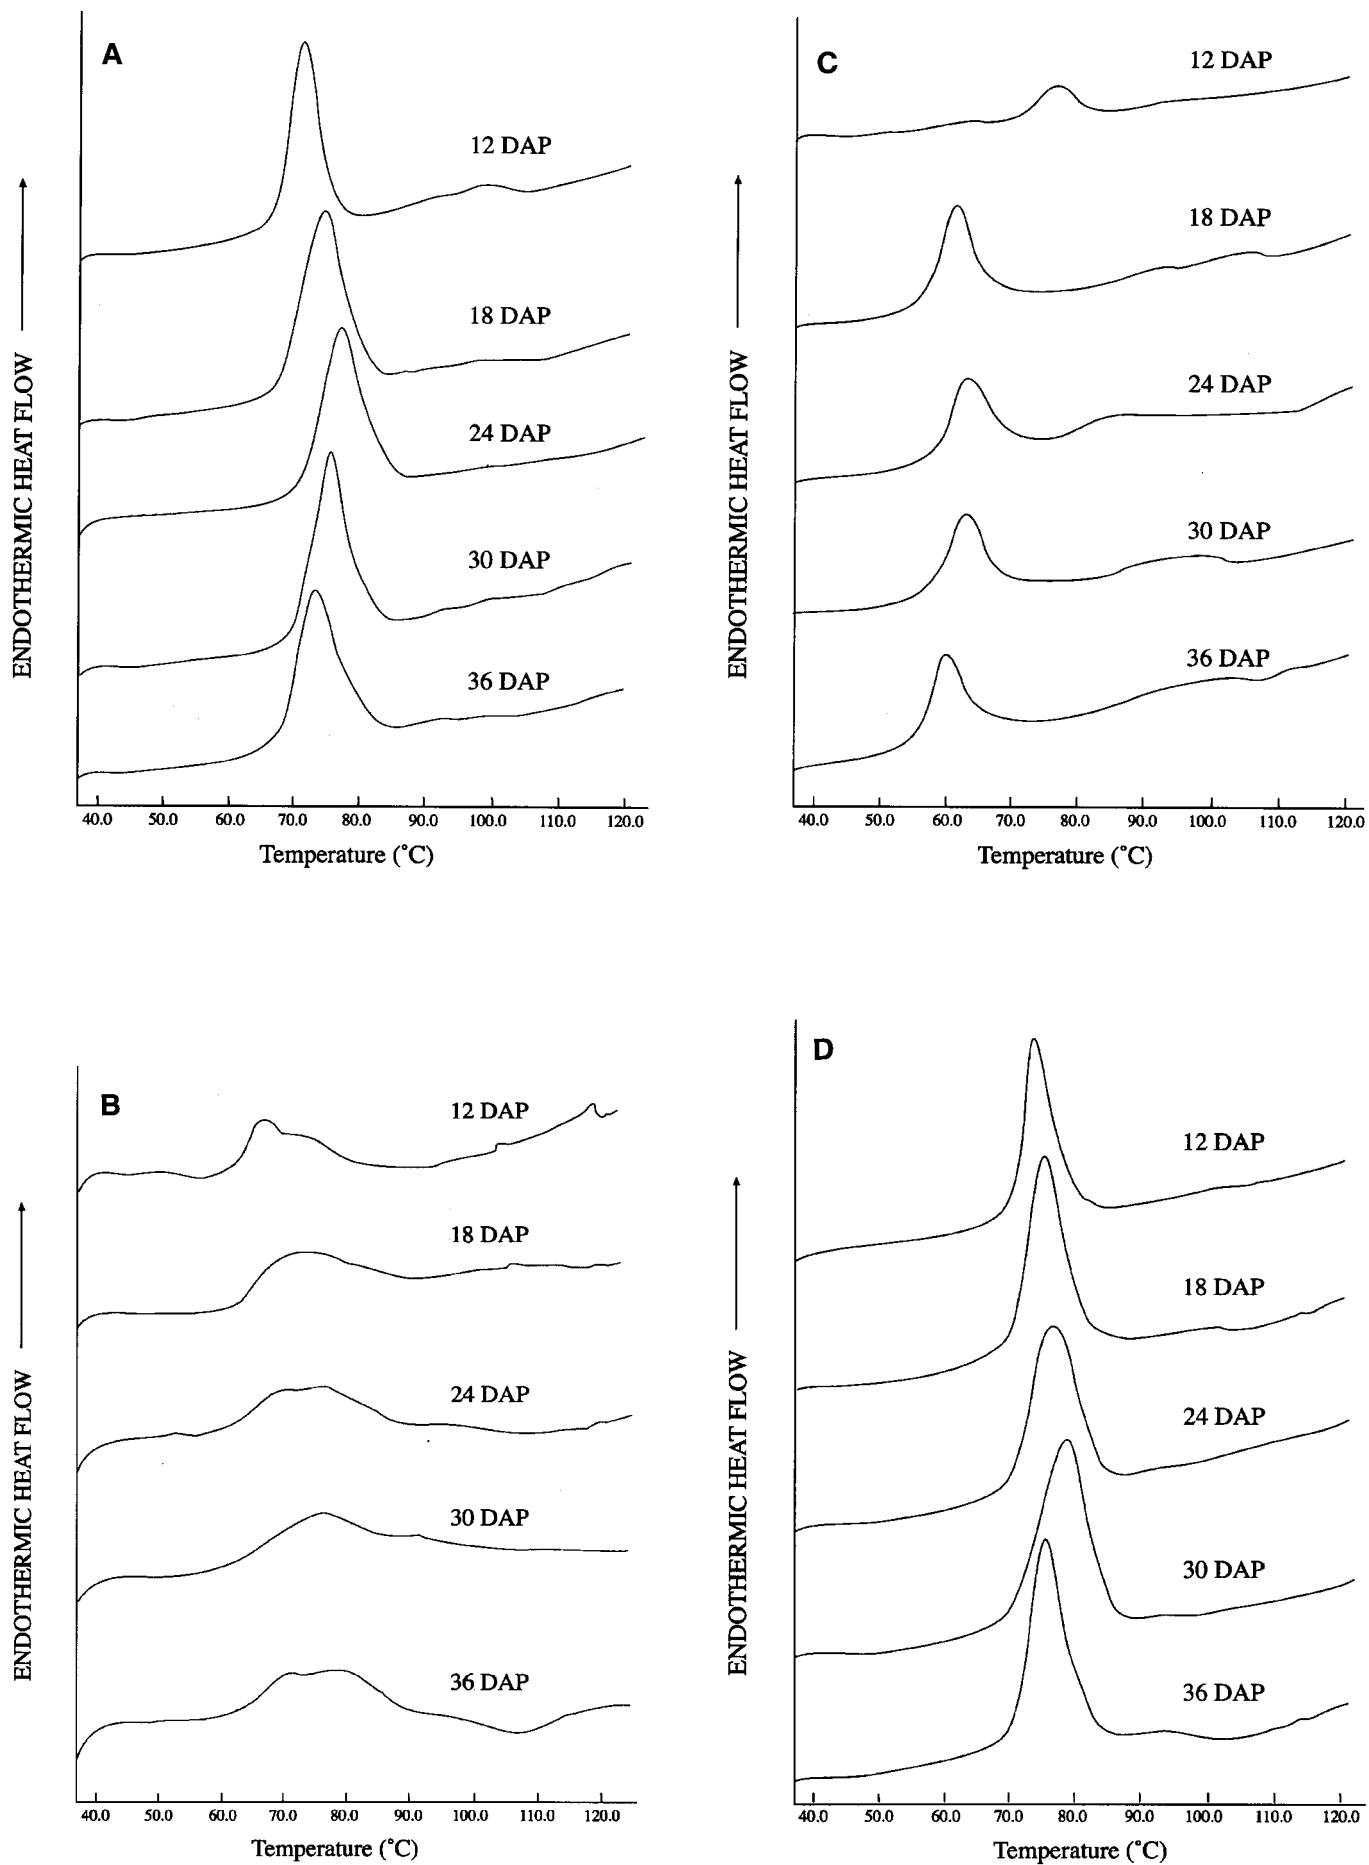 A
12 DAP
18 DAP
24 DAP
30 DAP
36 DAP
ENDOTHERMIC HEAT FLOW
40.0 50.0 60.0 70.0 80.0 90.0 100.0 110.0 120.0
Temperature (°C)
C
12 DAP
18 DAP
24 DAP
30 DAP
36 DAP
ENDOTHERMIC HEAT FLOW
40.0 50.0 60.0 70.0 80.0 90.0 100.0 110.0 120.0
Temperature (°C)
B
12 DAP
18 DAP
24 DAP
30 DAP
36 DAP
ENDOTHERMIC HEAT FLOW
40.0 50.0 60.0 70.0 80.0 90.0 100.0 110.0 120.0
Temperature (°C)
D
12 DAP
18 DAP
24 DAP
30 DAP
36 DAP
ENDOTHERMIC HEAT FLOW
40.0 50.0 60.0 70.0 80.0 90.0 100.0 110.0 120.0
Temperature (°C)